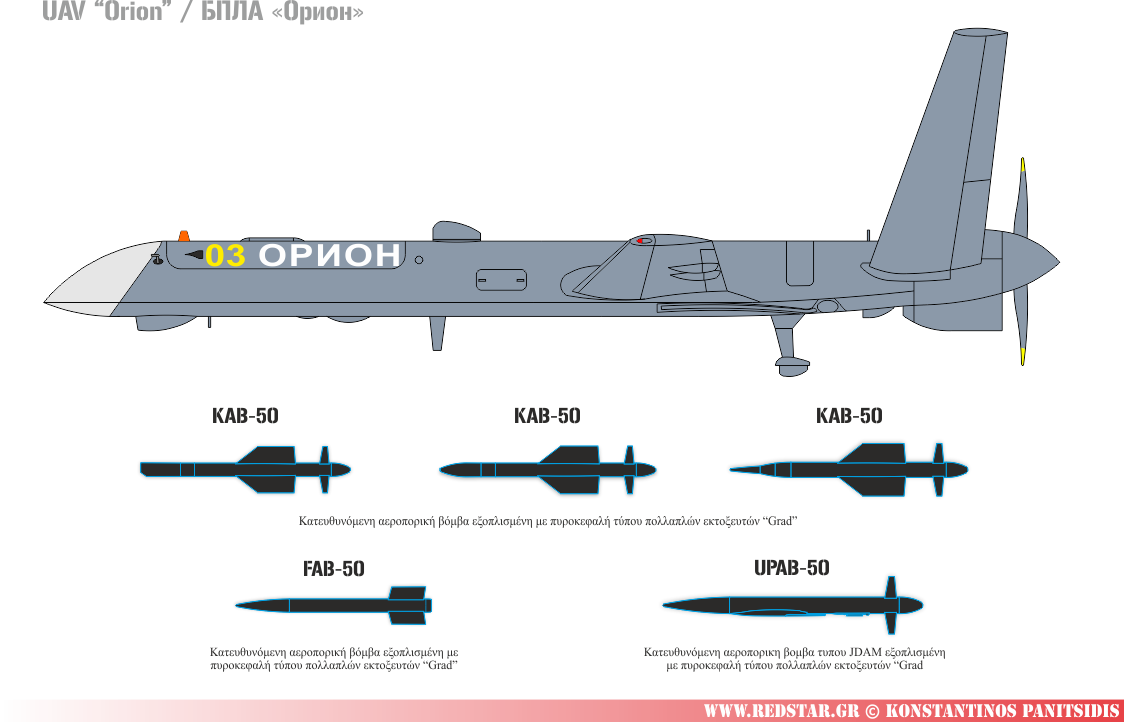 UAV “Orion” / БПЛА «Орион»
03 ОРИОН
KAB-50
KAB-50
KAB-50
Κατευθυνόμενη αεροπορική βόμβα εξοπλισμένη με πυροκεφαλή τύπου πολλαπλών εκτοξευτών “Grad”
FAB-50
UPAB-50
Κατευθυνόμενη αεροπορική βόμβα εξοπλισμένη με
πυροκεφαλή τύπου πολλαπλών εκτοξευτών “Grad”
Κατευθυνόμενη αεροπορικη βομβα τυπου JDAM εξοπλισμένη
με πυροκεφαλή τύπου πολλαπλών εκτοξευτών “Grad
WWW.REDSTAR.GR © KONSTANTINOS PANITSIDIS